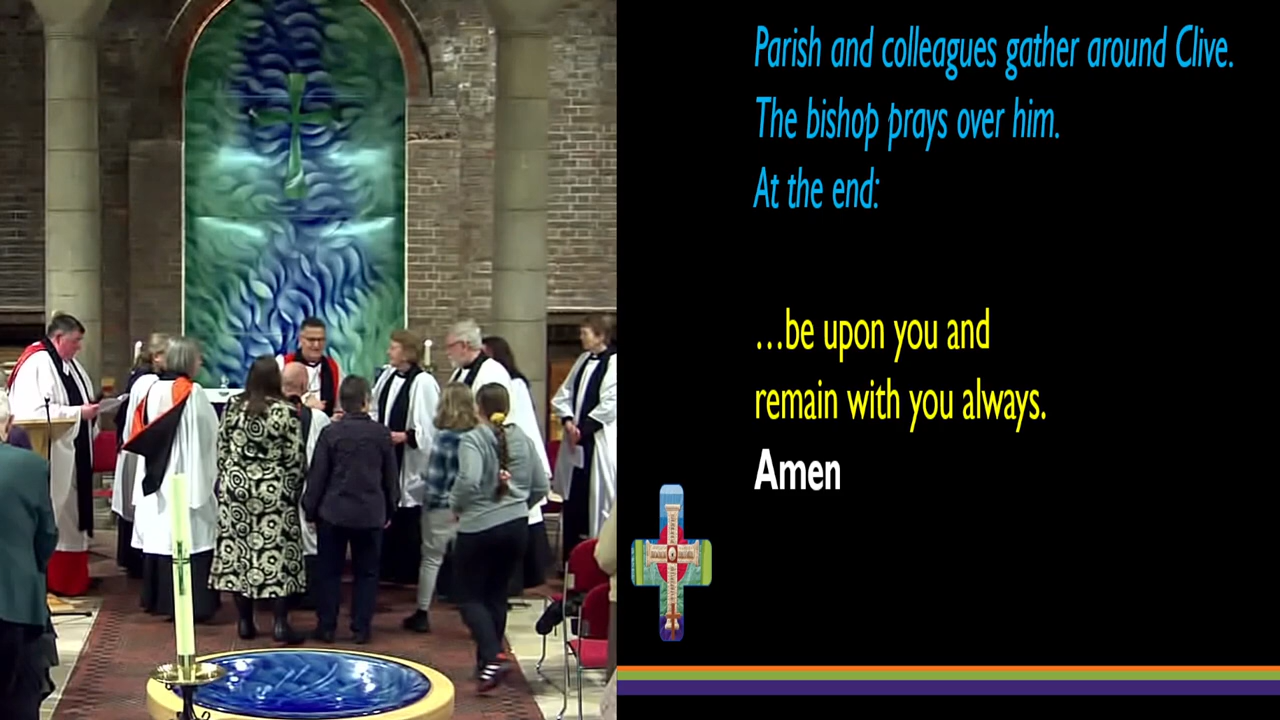 Parish and colleagues gather around Clive.
The bishop prays over him.
At the end:
…be upon you and
remain with you always.
Amen